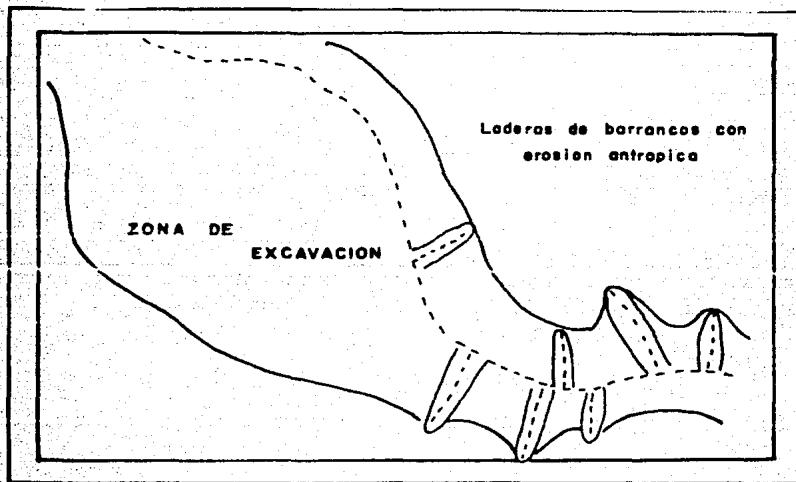 Laderas de barrancos con
erosion antropica
ZONA DE
EXCAVACION